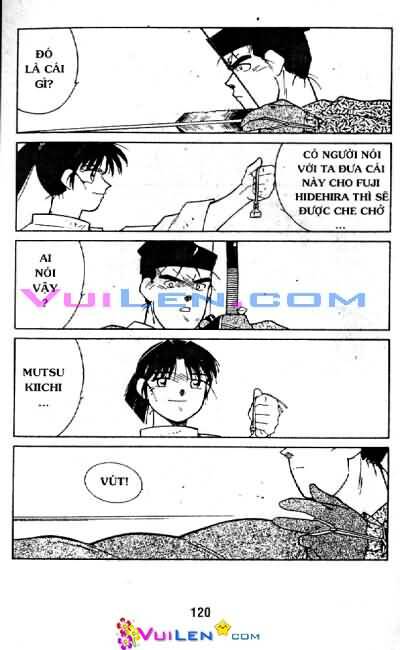 ĐÓ
LÀ CÁI
GÌ?
CÓ NGƯỜI NÓI
VỚI TA ĐƯA CÁI
NÀY CHO FUJI
HIDEHIRA THÌ SẼ
ĐƯỢC CHE CHỞ
...
AI
NÓI
VẬY
?
VUILEN.COM
MUTSU
KIICHI
...
VÚT!
120
VUILEN.COM